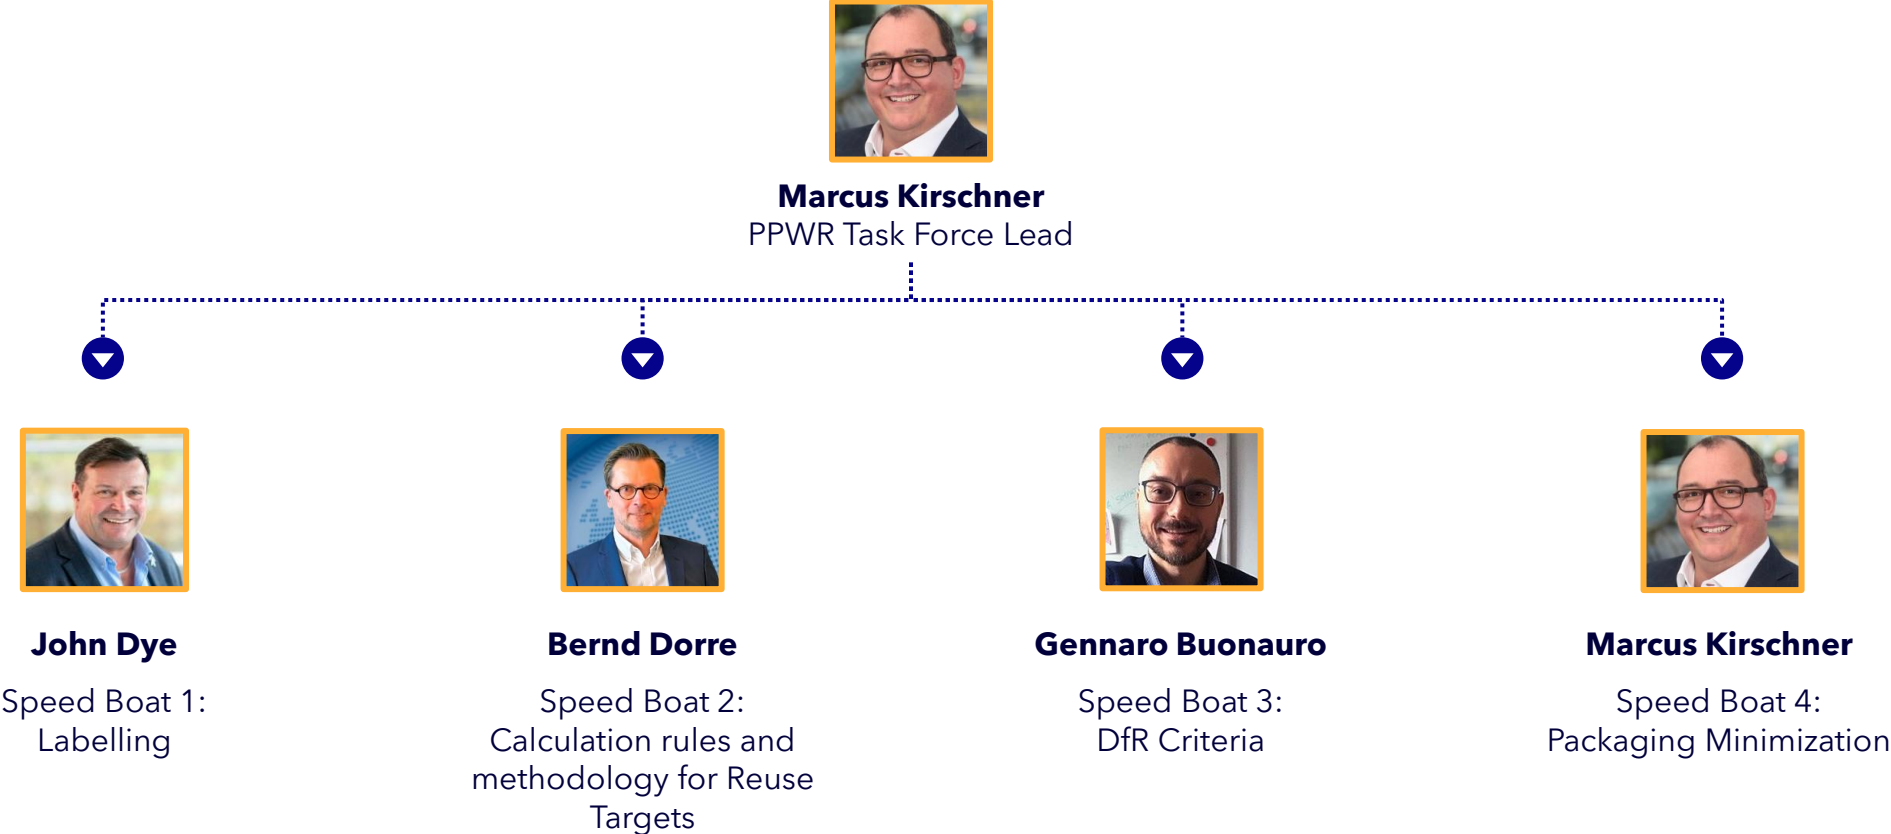 Marcus Kirschner
PPWR Task Force Lead
John Dye
Speed Boat 1:
Labelling
Bernd Dorre
Speed Boat 2:
Calculation rules and
methodology for Reuse
Targets
Gennaro Buonauro
Speed Boat 3:
DfR Criteria
Marcus Kirschner
Speed Boat 4:
Packaging Minimization